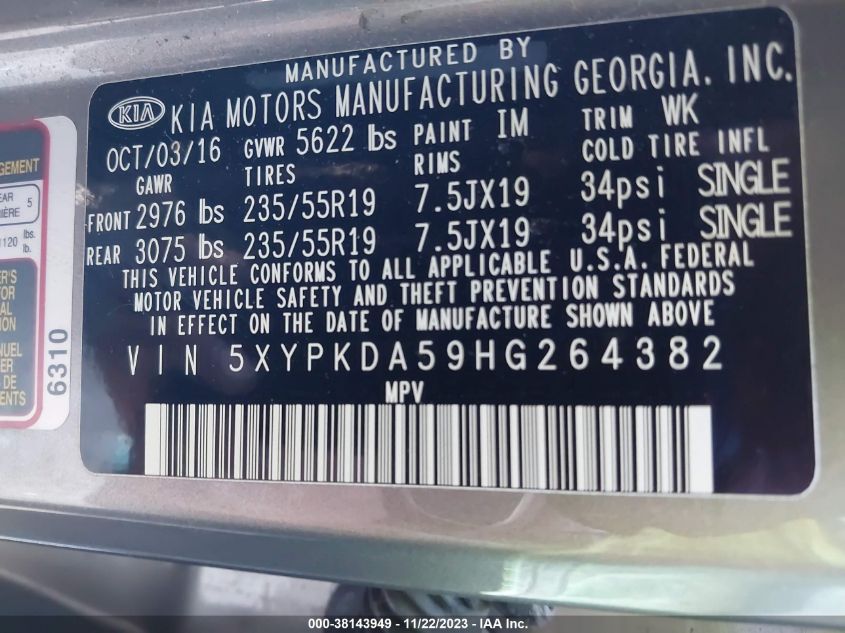 MANUFACTURED BY
KIA KIA MOTORS MANUFACTURING GEORGIA, INC.
OCT/03/16 GVWR 5622 lbs PAINT IM TRIM WK
GAWR TIRES RIMS COLD TIRE INFL
FRONT 2976 lbs 235/55R19 7.5JX19 34psi SINGLE
REAR 3075 lbs 235/55R19 7.5JX19 34psi SINGLE
THIS VEHICLE CONFORMS TO ALL APPLICABLE U.S.A. FEDERAL
MOTOR VEHICLE SAFETY AND THEFT PREVENTION STANDARDS
IN EFFECT ON THE DATE OF MANUFACTURE SHOWN ABOVE
VIN 5XYPKDA59HG264382
MPV
5
lbs.
lb.
6310
000-38143949 - 11/22/2023 - IAA Inc.